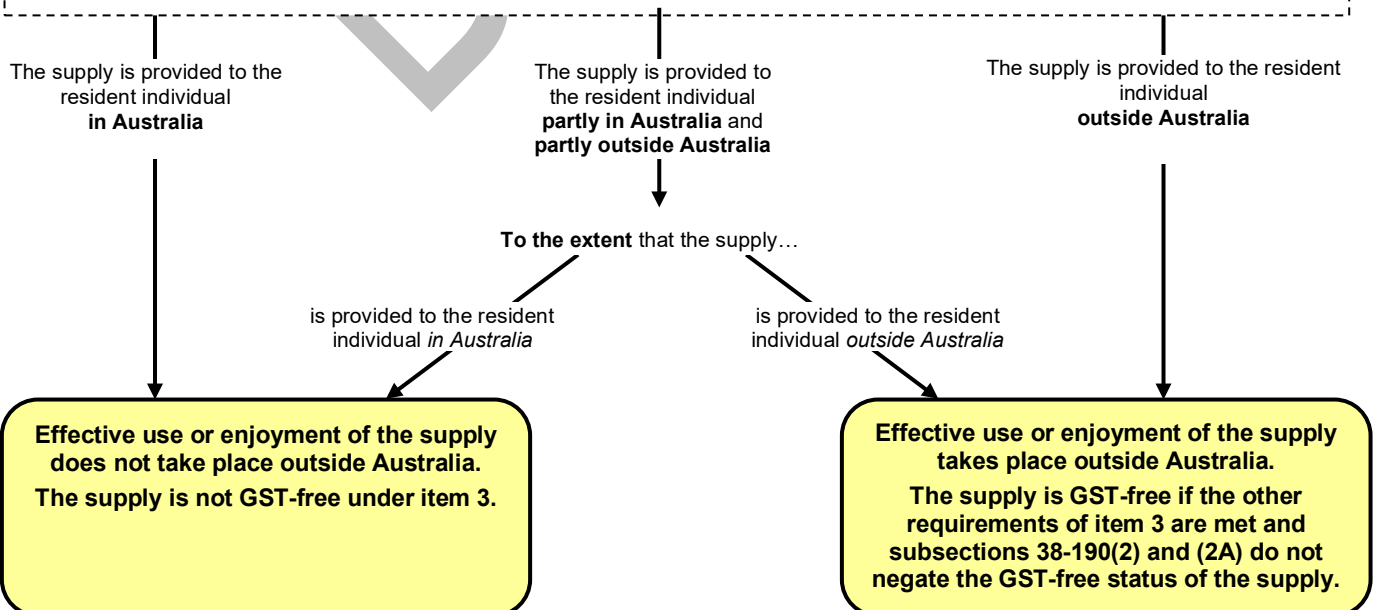 The supply is provided to the
resident individual
in Australia
The supply is provided to
the resident individual
partly in Australia and
partly outside Australia
The supply is provided to the resident
individual
outside Australia
To the extent that the supply…
is provided to the resident
individual in Australia
is provided to the resident
individual outside Australia
Effective use or enjoyment of the supply
does not take place outside Australia.
The supply is not GST-free under item 3.
Effective use or enjoyment of the supply
takes place outside Australia.
The supply is GST-free if the other
requirements of item 3 are met and
subsections 38-190(2) and (2A) do not
negate the GST-free status of the supply.